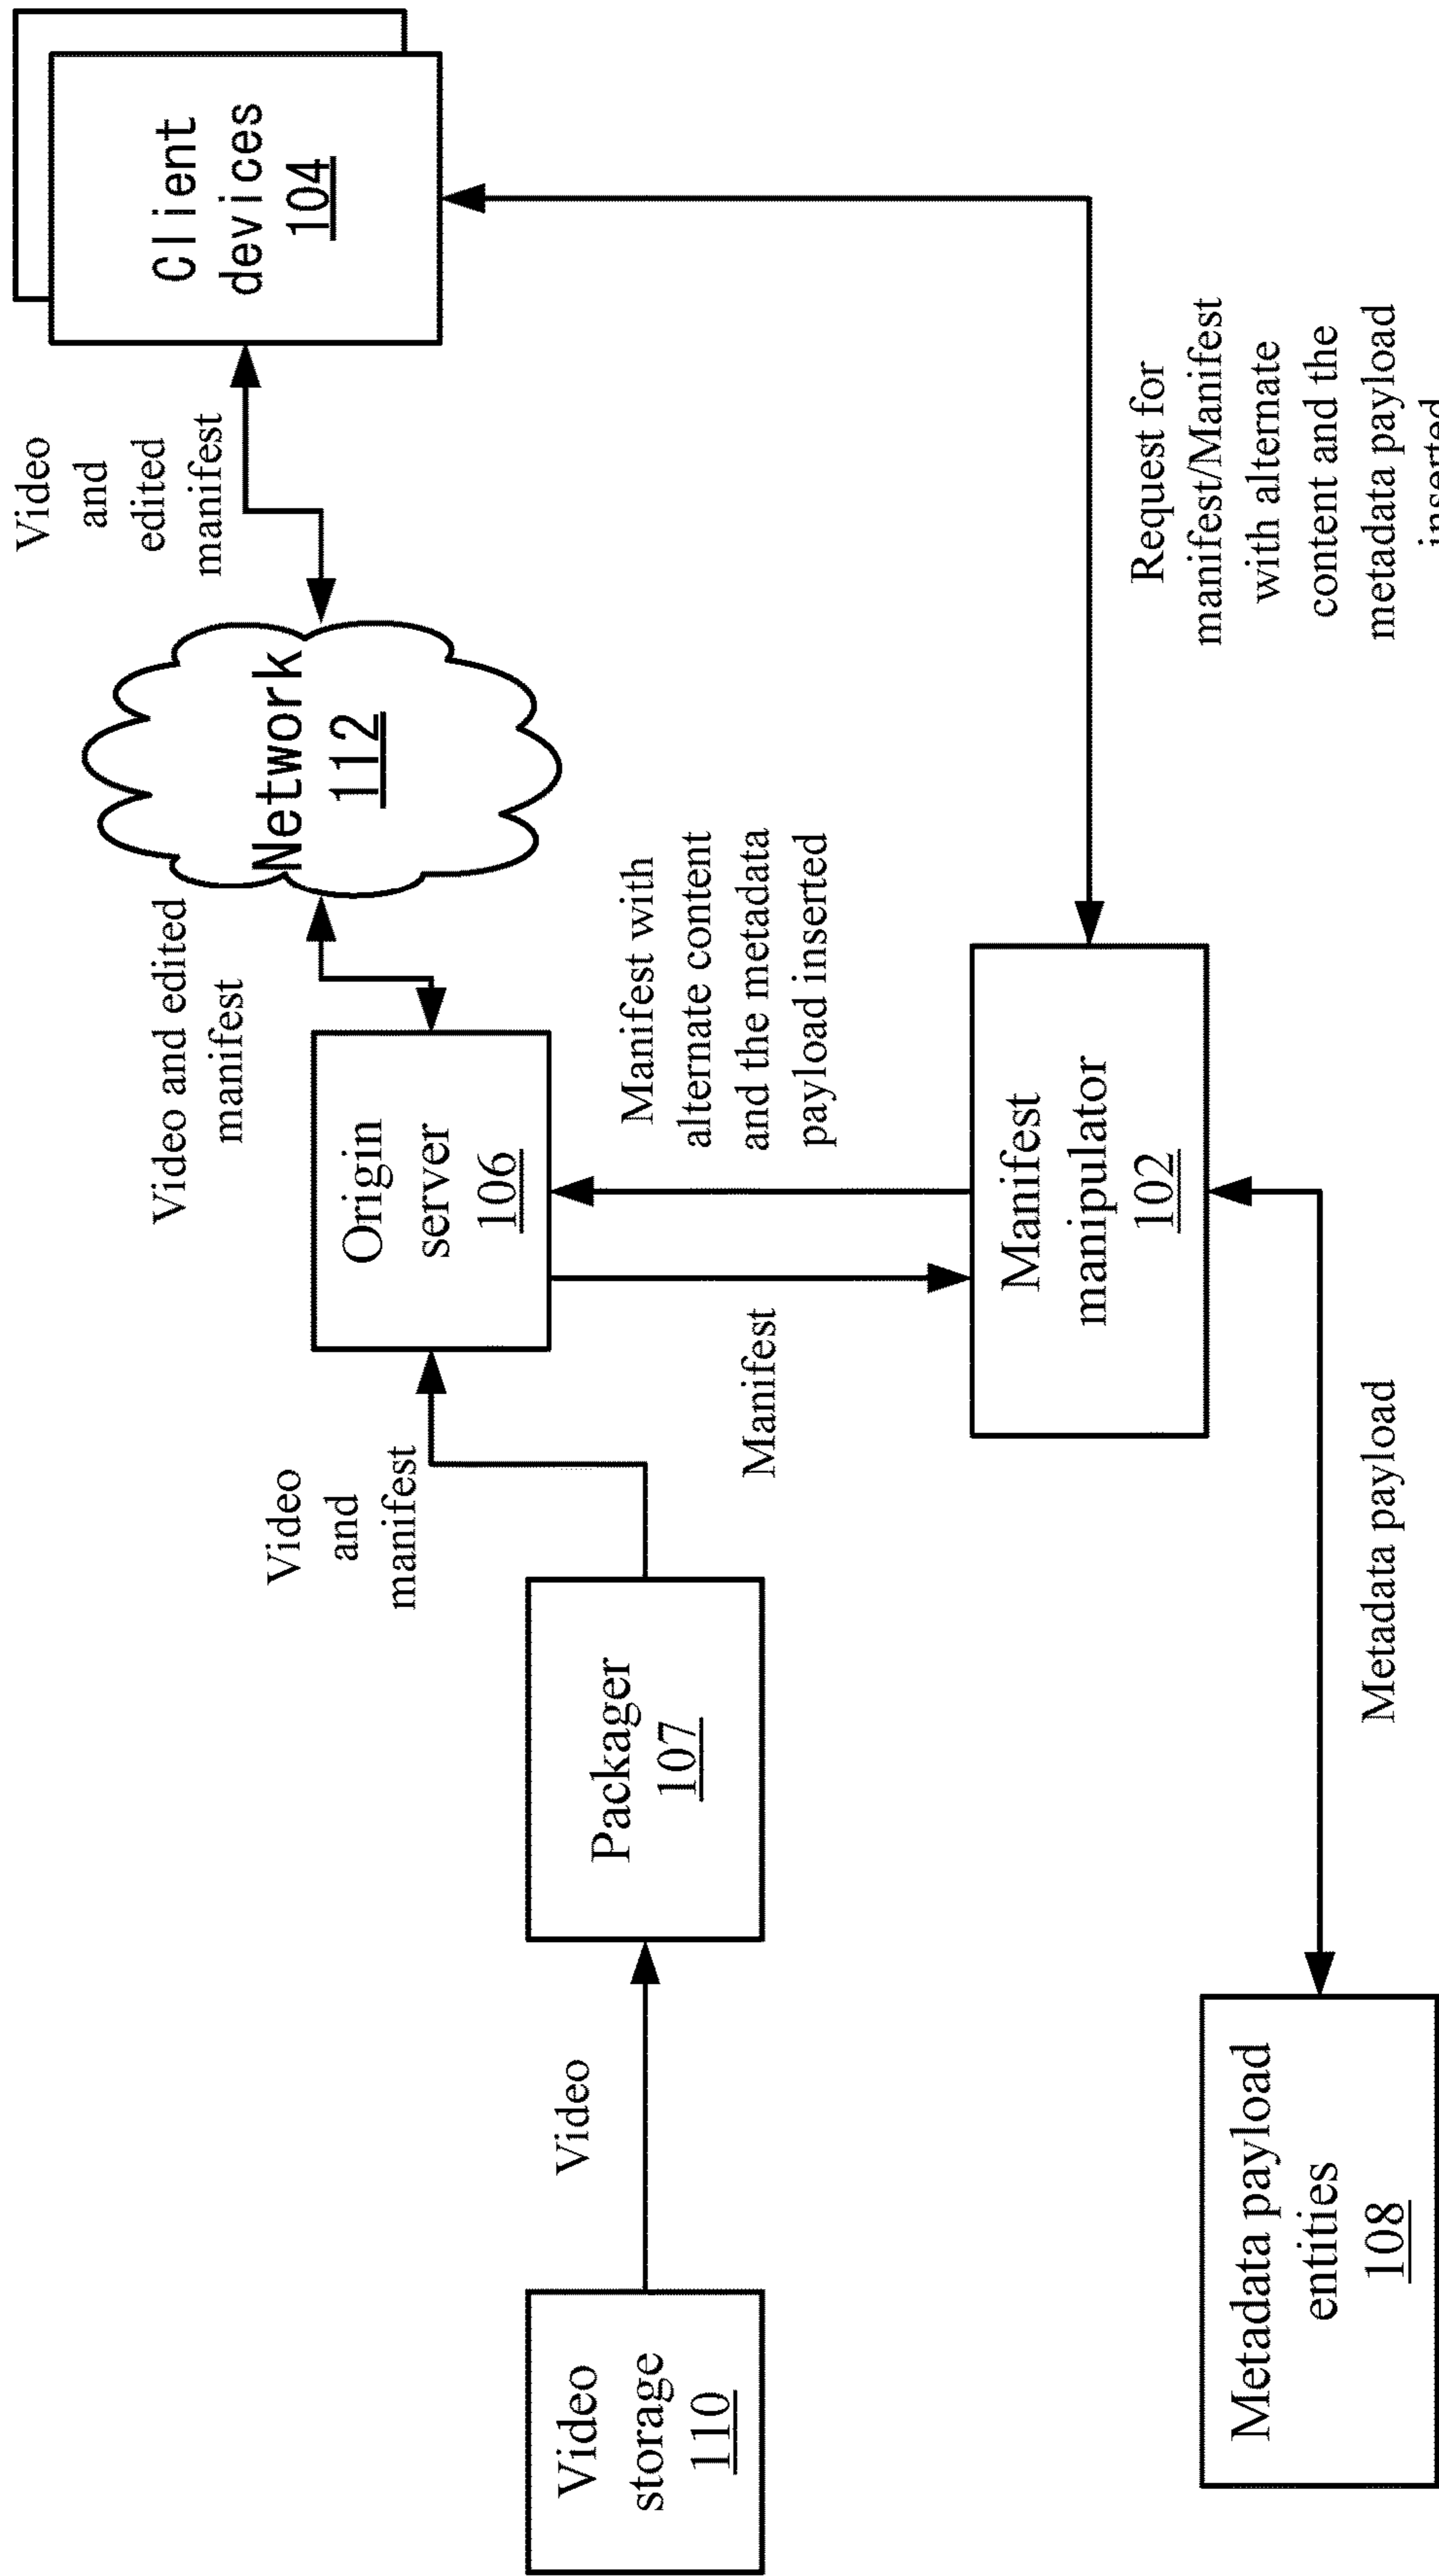 Video
storage
110
Video
Packager
107
Video
and
manifest
Origin
server
106
Video and edited
manifest
Network
112
Video
and
edited
manifest
Client
devices
104
Manifest
Manifest with
alternate content
and the metadata
payload inserted
Manifest
manipulator
102
Request for
manifest/Manifest
with alternate
content and the
metadata payload
inserted
Metadata payload
Metadata payload
entities
108